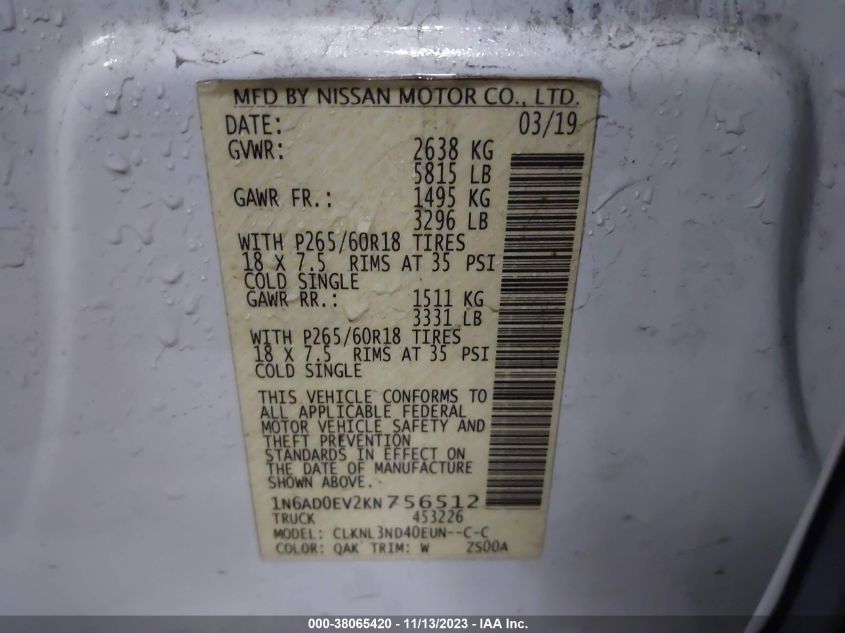 MFD BY NISSAN MOTOR CO., LTD.
DATE: 03/19
GVWR: 2638 KG
5815 LB
GAWR FR.: 1495 KG
3296 LB
WITH P265/60R18 TIRES
18 X 7.5 RIMS AT 35 PSI
COLD SINGLE
GAWR RR.: 1511 KG
3331 LB
WITH P265/60R18 TIRES
18 X 7.5 RIMS AT 35 PSI
COLD SINGLE
THIS VEHICLE CONFORMS TO
ALL APPLICABLE FEDERAL
MOTOR VEHICLE SAFETY AND
THEFT PREVENTION
STANDARDS IN EFFECT ON
THE DATE OF MANUFACTURE
SHOWN ABOVE.
1N6AD0EV2KN756512
TRUCK 453226
MODEL: CLKNL3ND40EUN--C-C
COLOR: QAK TRIM: W ZS00A
000-38065420 - 11/13/2023 - IAA Inc.